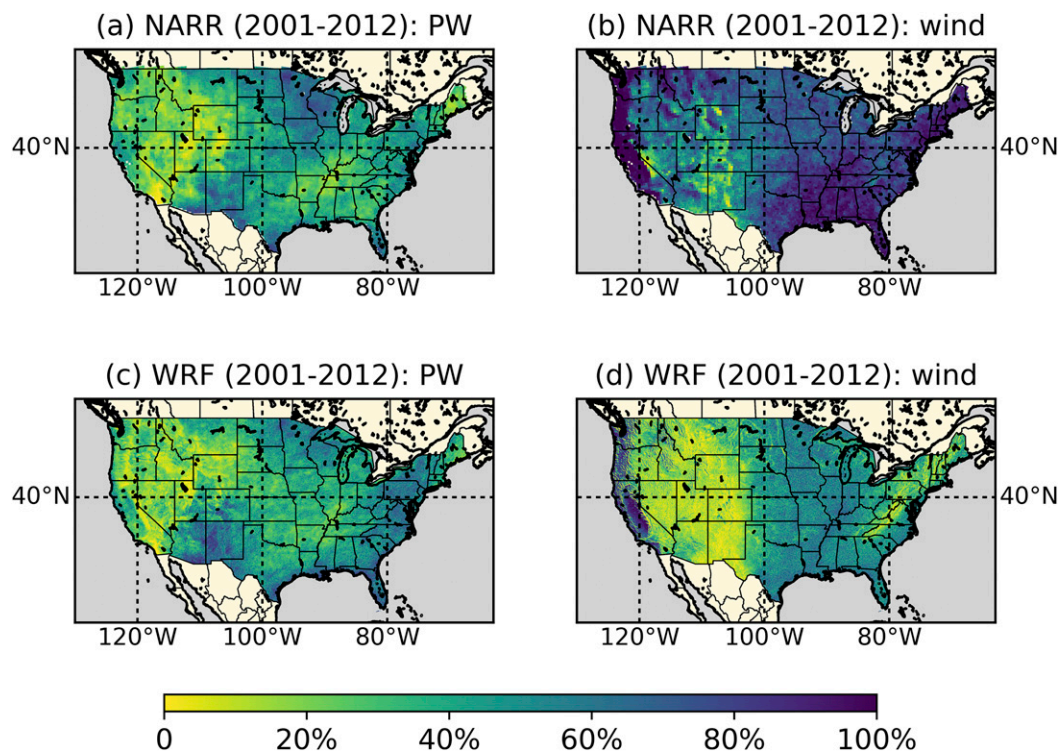 (a) NARR (2001-2012): PW
(b) NARR (2001-2012): wind
40°N
40°N
120°W 100°W 80°W
120°W 100°W 80°W
(c) WRF (2001-2012): PW
(d) WRF (2001-2012): wind
40°N
40°N
120°W 100°W 80°W
120°W 100°W 80°W
0 20% 40% 60% 80% 100%